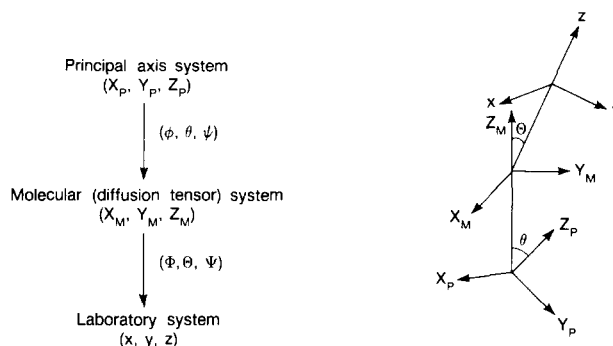 Principal axis system
(X_P, Y_P, Z_P)
(ϕ, θ, ψ)
Molecular (diffusion tensor) system
(X_M, Y_M, Z_M)
(Φ, Θ, Ψ)
Laboratory system
(x, y, z)
z
x
Z_M
Θ
Y_M
X_M
θ
Z_P
X_P
Y_P